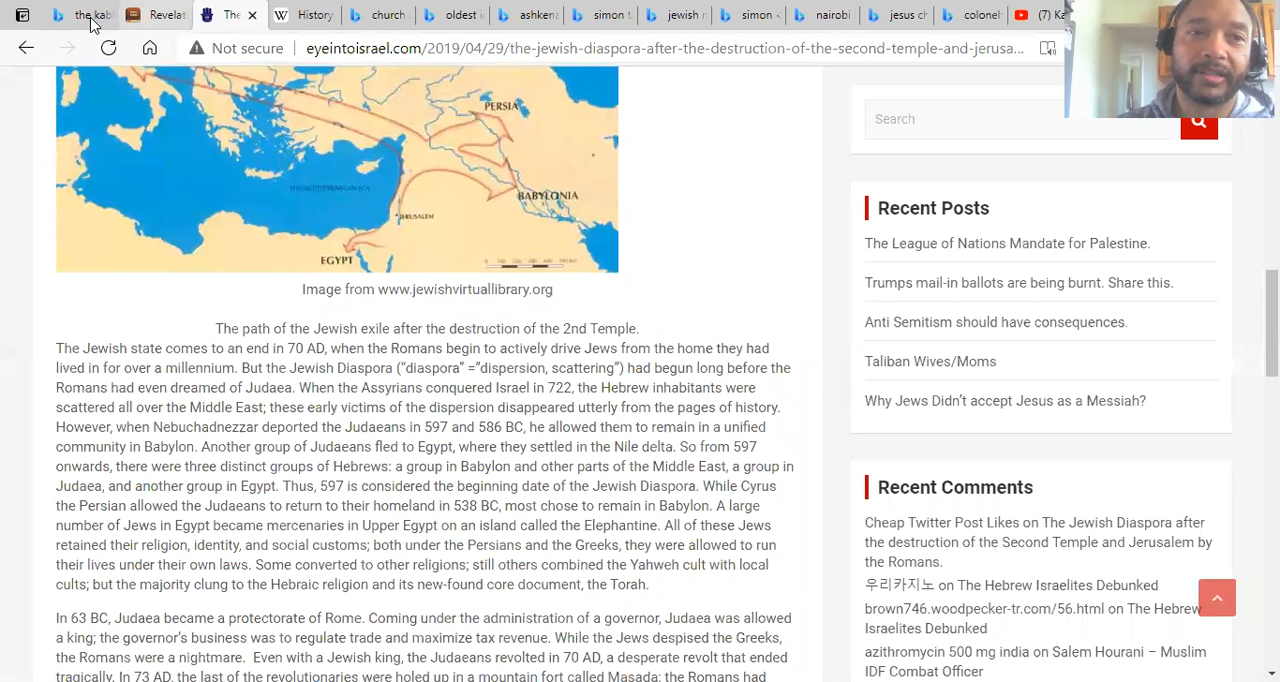 the kabl
Revelat
The
History
church
oldest i
ashkena
simon t
jewish r
simon
nairobi
jesus ch
colonel
(7) Ka
Not secure
eyeintoisrael.com/2019/04/29/the-jewish-diaspora-after-the-destruction-of-the-second-temple-and-jerusa...
PERSIA
BABYLONIA
JERUSALEM
EGYPT
Image from www.jewishvirtuallibrary.org
The path of the Jewish exile after the destruction of the 2nd Temple.
The Jewish state comes to an end in 70 AD, when the Romans begin to actively drive Jews from the home they had
lived in for over a millennium. But the Jewish Diaspora (“diaspora” =”dispersion, scattering”) had begun long before the
Romans had even dreamed of Judaea. When the Assyrians conquered Israel in 722, the Hebrew inhabitants were
scattered all over the Middle East; these early victims of the dispersion disappeared utterly from the pages of history.
However, when Nebuchadnezzar deported the Judaeans in 597 and 586 BC, he allowed them to remain in a unified
community in Babylon. Another group of Judaeans fled to Egypt, where they settled in the Nile delta. So from 597
onwards, there were three distinct groups of Hebrews: a group in Babylon and other parts of the Middle East, a group in
Judaea, and another group in Egypt. Thus, 597 is considered the beginning date of the Jewish Diaspora. While Cyrus
the Persian allowed the Judaeans to return to their homeland in 538 BC, most chose to remain in Babylon. A large
number of Jews in Egypt became mercenaries in Upper Egypt on an island called the Elephantine. All of these Jews
retained their religion, identity, and social customs; both under the Persians and the Greeks, they were allowed to run
their lives under their own laws. Some converted to other religions; still others combined the Yahweh cult with local
cults; but the majority clung to the Hebraic religion and its new-found core document, the Torah.
In 63 BC, Judaea became a protectorate of Rome. Coming under the administration of a governor, Judaea was allowed
a king; the governor’s business was to regulate trade and maximize tax revenue. While the Jews despised the Greeks,
the Romans were a nightmare. Even with a Jewish king, the Judaeans revolted in 70 AD, a desperate revolt that ended
tragically. In 73 AD, the last of the revolutionaries were holed up in a mountain fort called Masada; the Romans had
Search
Recent Posts
The League of Nations Mandate for Palestine.
Trumps mail-in ballots are being burnt. Share this.
Anti Semitism should have consequences.
Taliban Wives/Moms
Why Jews Didn’t accept Jesus as a Messiah?
Recent Comments
Cheap Twitter Post Likes on The Jewish Diaspora after
the destruction of the Second Temple and Jerusalem by
the Romans.
우리카지노 on The Hebrew Israelites Debunked
brown746.woodpecker-tr.com/56.html on The Hebrew
Israelites Debunked
azithromycin 500 mg india on Salem Hourani – Muslim
IDF Combat Officer